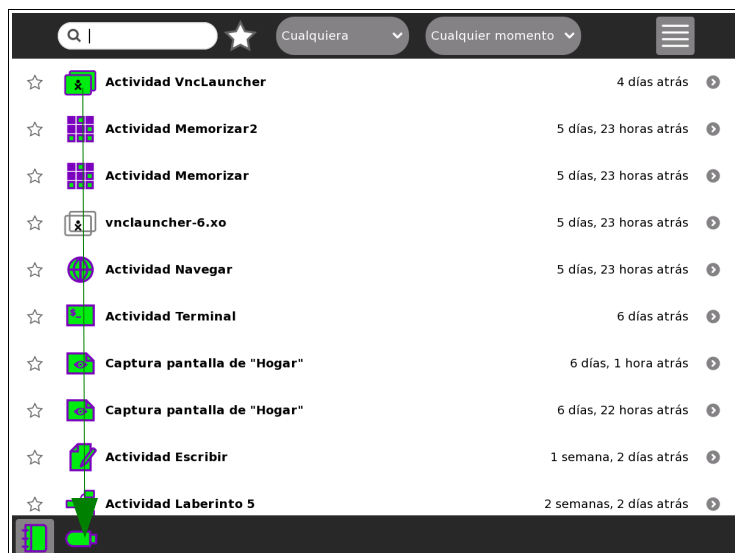 Cualquiera Cualquier momento
Actividad VncLauncher 4 días atrás
Actividad Memorizar2 5 días, 23 horas atrás
Actividad Memorizar 5 días, 23 horas atrás
vnclauncher-6.xo 5 días, 23 horas atrás
Actividad Navegar 5 días, 23 horas atrás
$_ Actividad Terminal 6 días atrás
Captura pantalla de "Hogar" 6 días, 1 hora atrás
Captura pantalla de "Hogar" 6 días, 22 horas atrás
Actividad Escribir 1 semana, 2 días atrás
Actividad Laberinto 5 2 semanas, 2 días atrás